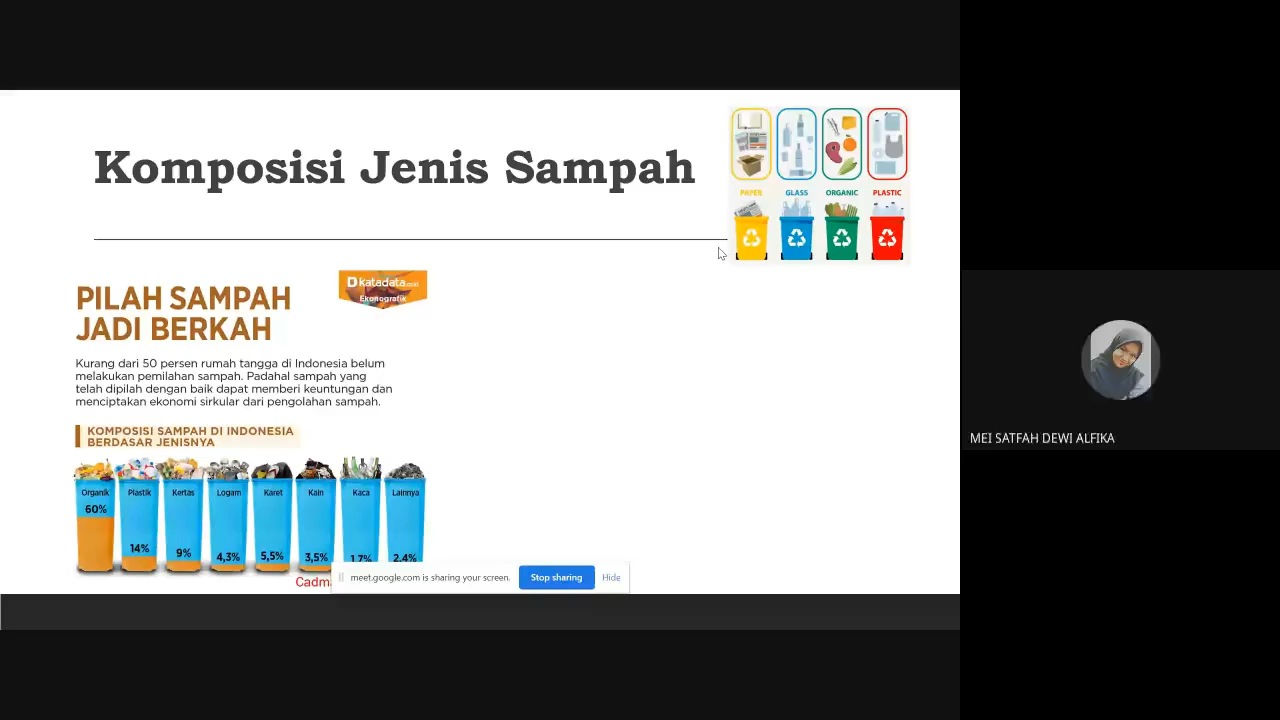 Komposisi Jenis Sampah
PAPER GLASS ORGANIC PLASTIC
PILAH SAMPAH
JADI BERKAH
Dkatadata.co.id
Ekonografik
Kurang dari 50 persen rumah tangga di Indonesia belum
melakukan pemilahan sampah. Padahal sampah yang
telah dipilah dengan baik dapat memberi keuntungan dan
menciptakan ekonomi sirkular dari pengolahan sampah.
KOMPOSISI SAMPAH DI INDONESIA
BERDASAR JENISNYA
Organik Plastik Kertas Logam Karet Kain Kaca Lainnya
60% 14% 9% 4,3% 5,5% 3,5% 1.7% 2.4%
meet.google.com is sharing your screen. Stop sharing Hide
MEI SATFAH DEWI ALFIKA